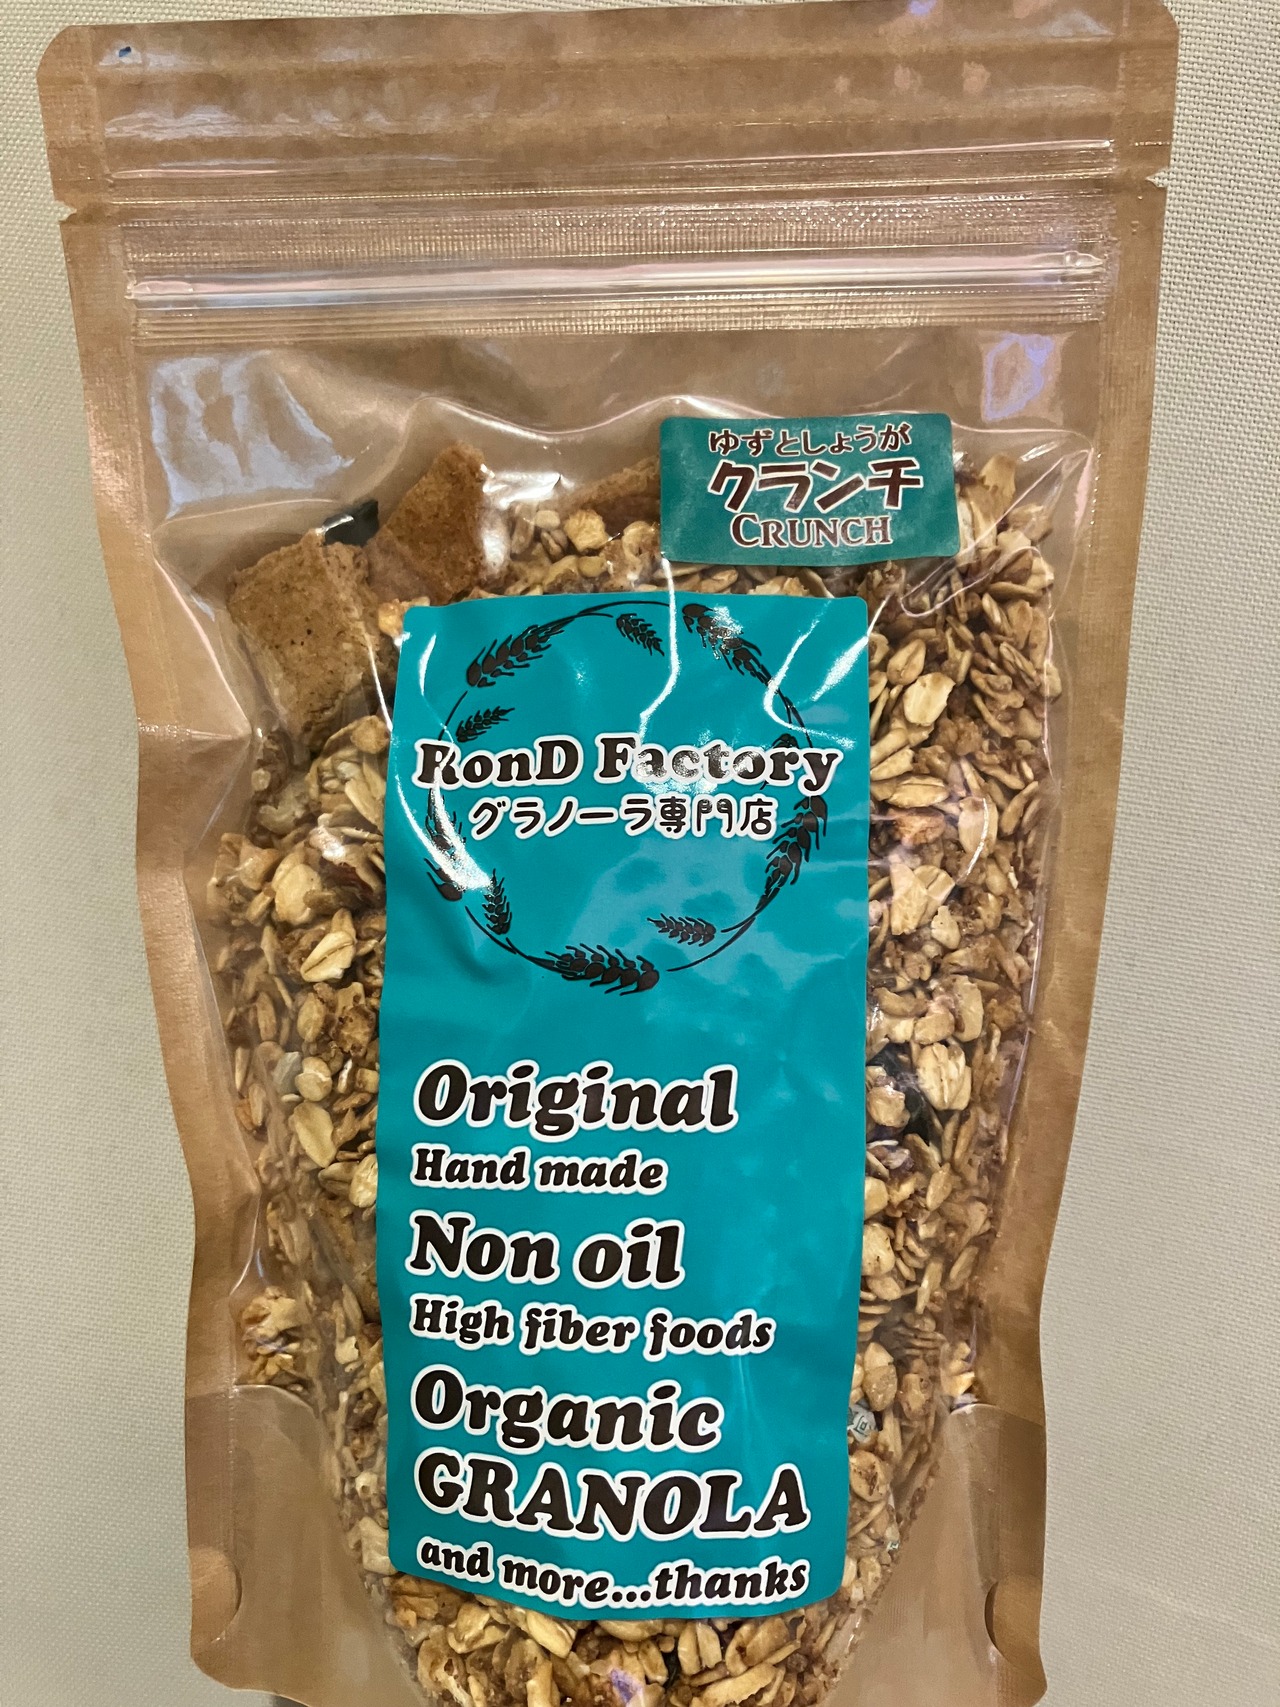 ゆずとしょうが
クランチ
CRUNCH
RonD Factory
グラノーラ専門店
Original
Hand made
Non oil
High fiber foods
Organic
GRANOLA
and more...thanks